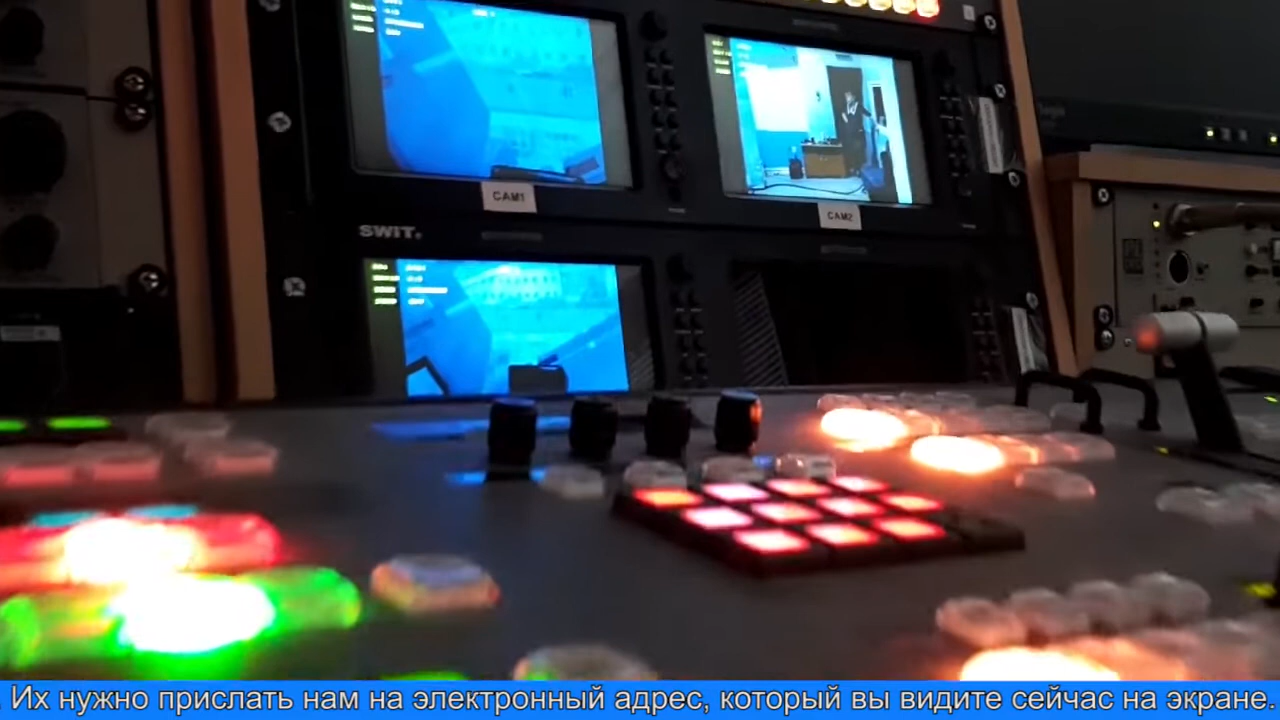 CAM1
CAM2
SWIT®
Их нужно прислать нам на электронный адрес, который вы видите сейчас на экране.